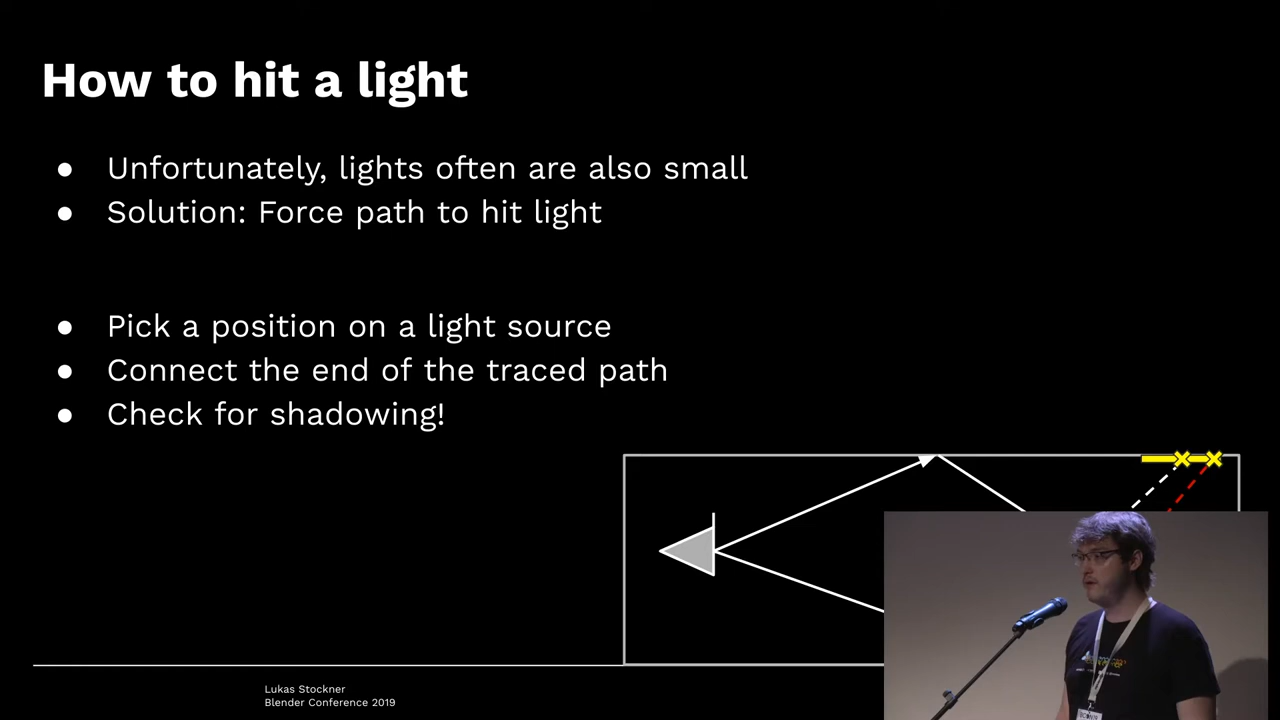 How to hit a light
● Unfortunately, lights often are also small
● Solution: Force path to hit light
● Pick a position on a light source
● Connect the end of the traced path
● Check for shadowing!
Lukas Stockner
Blender Conference 2019